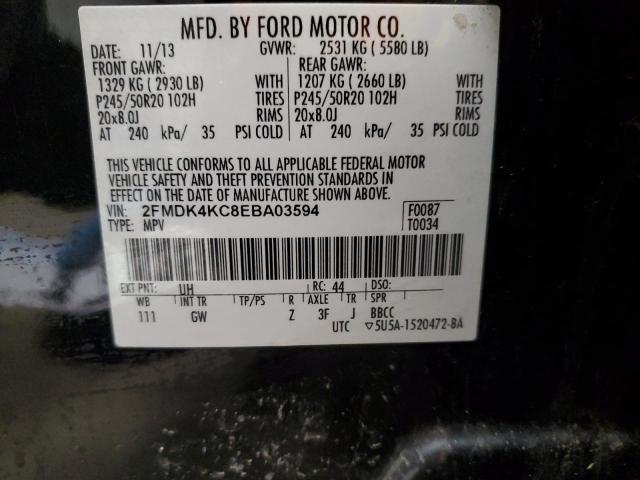 MFD. BY FORD MOTOR CO.
DATE: 11/13 GVWR: 2531 KG ( 5580 LB)
FRONT GAWR: REAR GAWR:
1329 KG ( 2930 LB) WITH 1207 KG ( 2660 LB) WITH
P245/50R20 102H TIRES P245/50R20 102H TIRES
20x8.0J RIMS 20x8.0J RIMS
AT 240 kPa/ 35 PSI COLD AT 240 kPa/ 35 PSI COLD
THIS VEHICLE CONFORMS TO ALL APPLICABLE FEDERAL MOTOR
VEHICLE SAFETY AND THEFT PREVENTION STANDARDS IN
EFFECT ON THE DATE OF MANUFACTURE SHOWN ABOVE.
VIN: 2FMDK4KC8EBA03594 F0087
TYPE: MPV T0034
EXT PNT: UH RC: 44 DSO:
WB INT TR TP/PS R AXLE TR SPR
111 GW Z 3F J BBCC
UTC ▽5U5A-1520472-BA